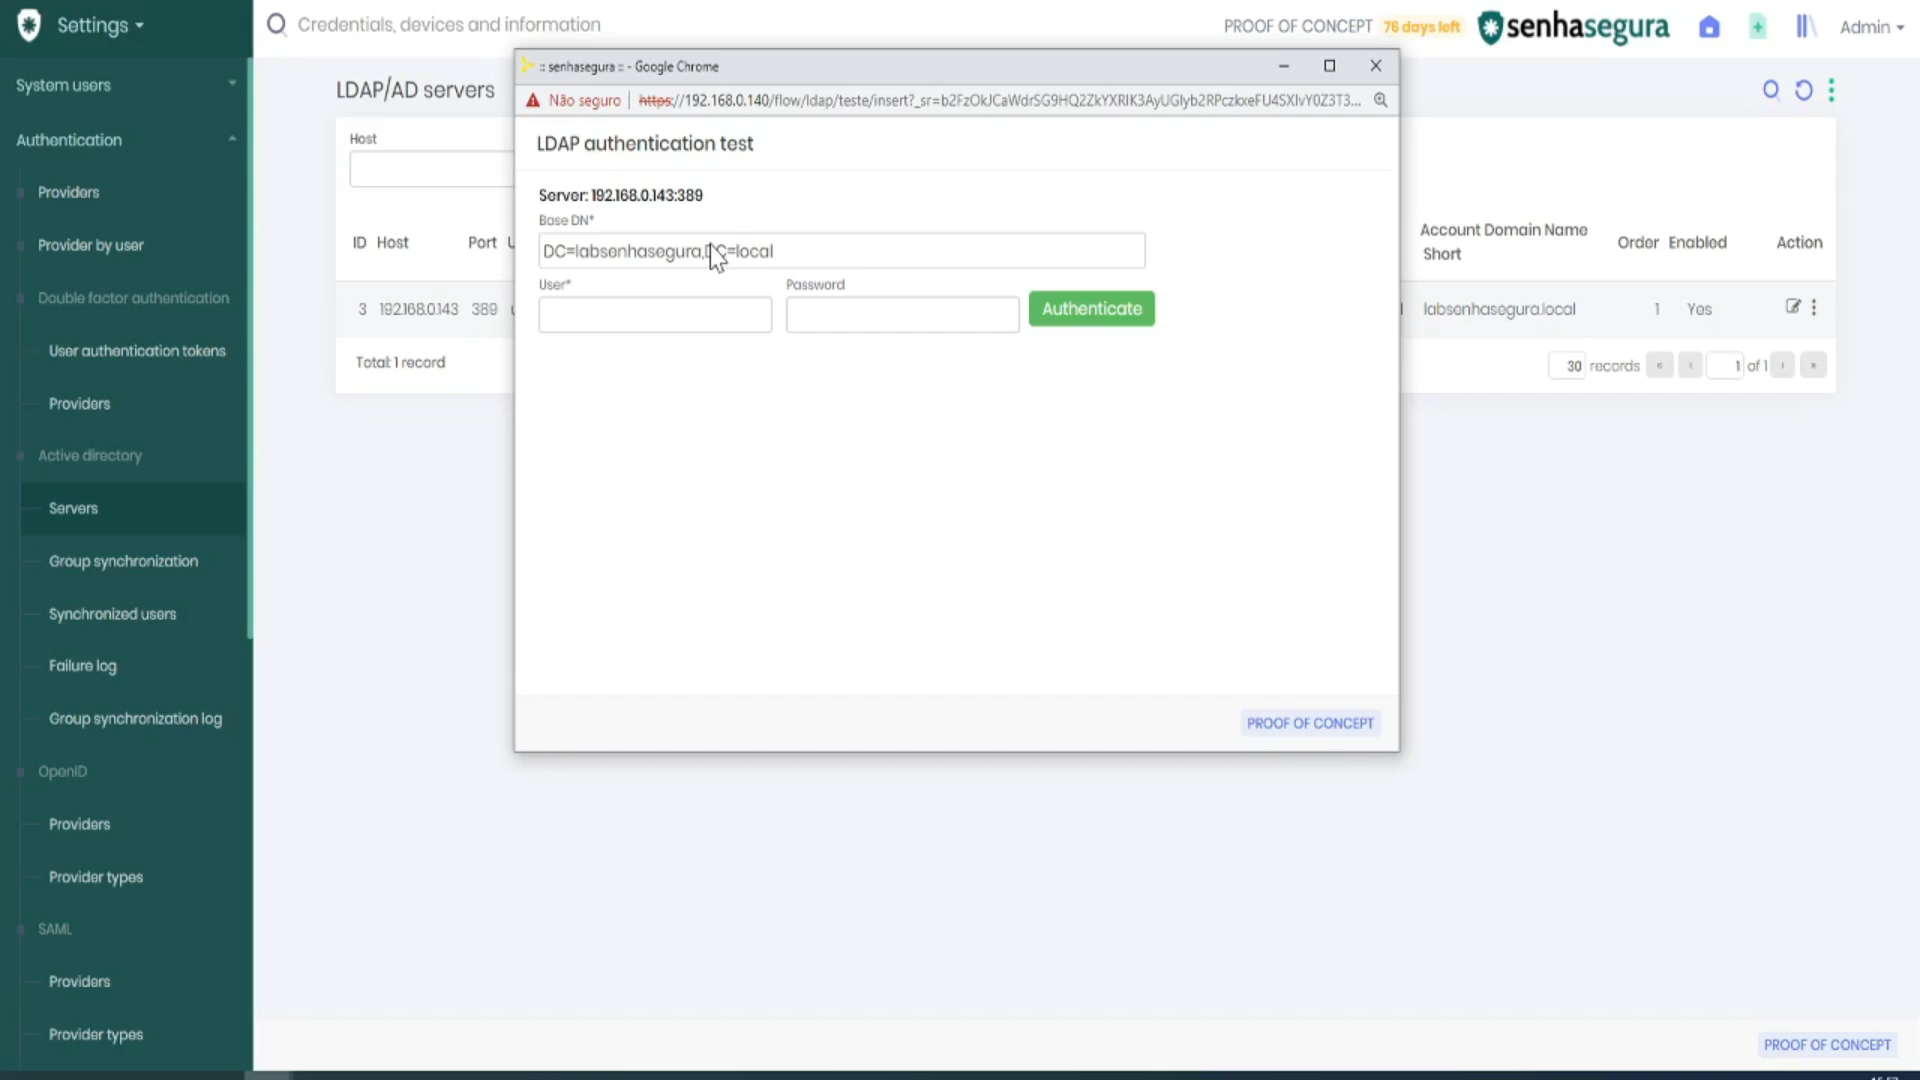 Settings
Credentials, devices and information
PROOF OF CONCEPT
76 days left
senhasegura
Admin
System users
Authentication
Providers
Provider by user
Double factor authentication
User authentication tokens
Providers
Active directory
Servers
Group synchronization
Synchronized users
Failure log
Group synchronization log
OpenID
Providers
Provider types
SAML
Providers
Provider types
LDAP/AD servers
Host
ID Host Port U
Account Domain Name
Short
Order Enabled Action
3 192.168.0.143 389
labsenhasegura.local 1 Yes
Total: 1 record
30 records « ‹ 1 of 1 › »
:: senhasegura :: - Google Chrome
Não seguro | https://192.168.0.140/flow/ldap/teste/insert?_sr=b2FzOkJCaWdrSG9HQ2ZkYXRIK3AyUGlyb2RPczkxeFU4SXlvY0Z3T3...
LDAP authentication test
Server: 192.168.0.143:389
Base DN*
DC=labsenhasegura,DC=local
User*
Password
Authenticate
PROOF OF CONCEPT
PROOF OF CONCEPT